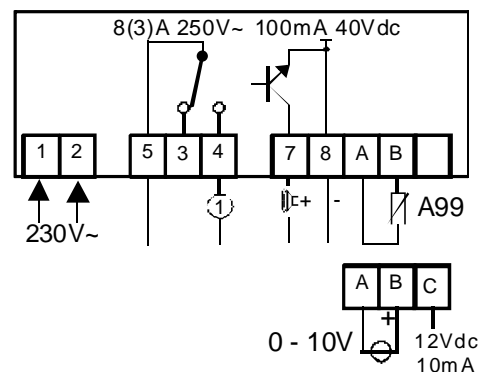 8(3)A 250V~ 100mA 40Vdc
1 2 5 3 4 7 8 A B
1 + - A99
230V~
A B C
+
0 - 10V 12Vdc
10mA